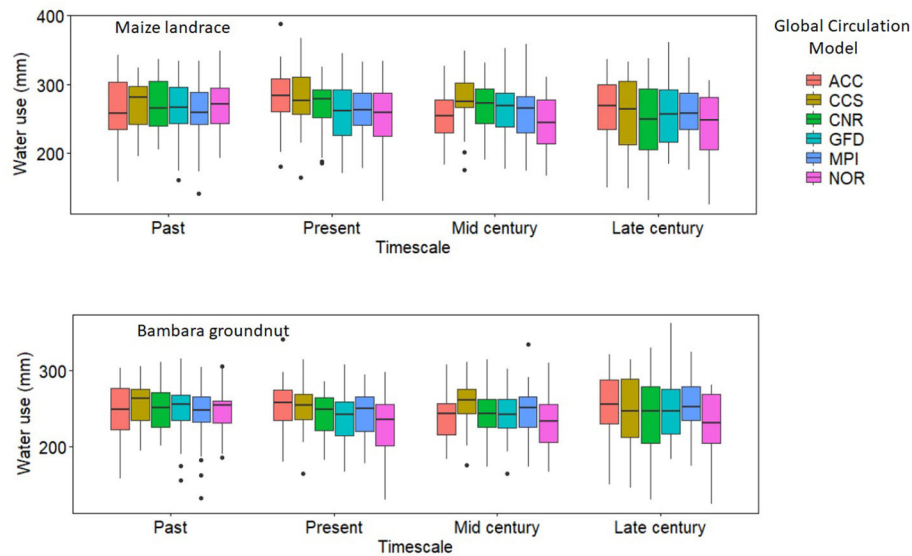 Maize landrace
Global Circulation
Model
ACC
CCS
CNR
GFD
MPI
NOR
Water use (mm)
400
300
200
Past Present Mid century Late century
Timescale
Bambara groundnut
Water use (mm)
300
200
Past Present Mid century Late century
Timescale